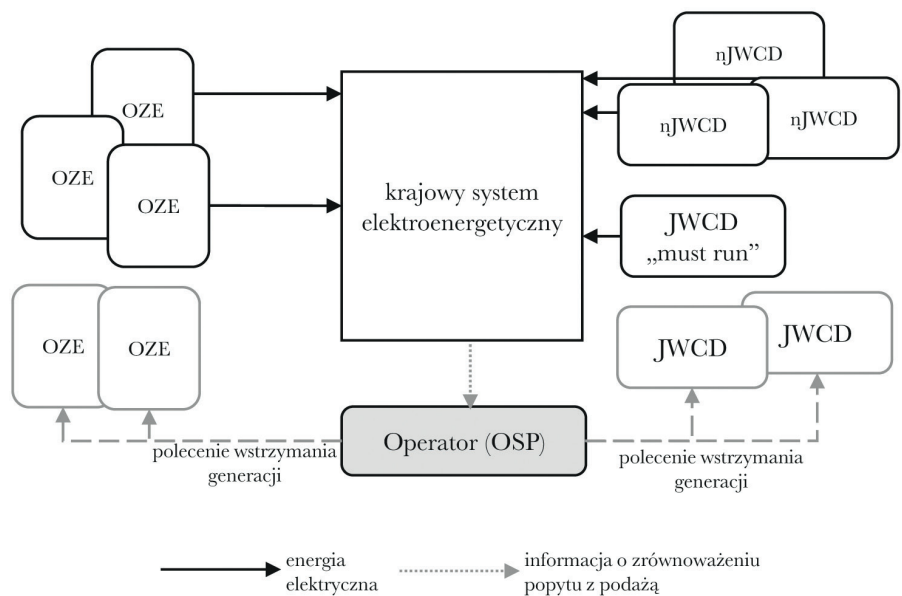 OZE
OZE
OZE
nJWCD
nJWCD
nJWCD
krajowy system
elektroenergetyczny
JWCD
„must run”
OZE
OZE
JWCD
JWCD
Operator (OSP)
polecenie wstrzymania
generacji
polecenie wstrzymania
generacji
energia
elektryczna
informacja o zrównoważeniu
popytu z podażą